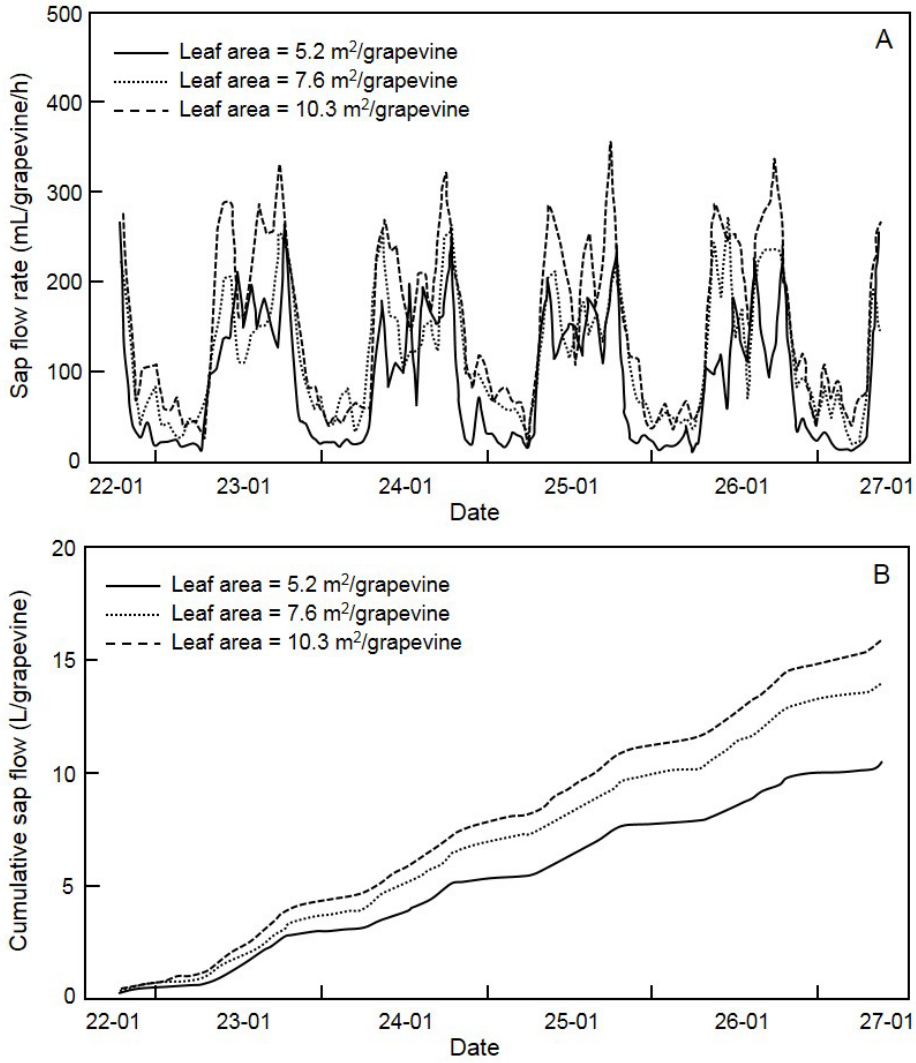 500
A
Leaf area = 5.2 m²/grapevine
Leaf area = 7.6 m²/grapevine
400
Leaf area = 10.3 m²/grapevine
Sap flow rate (mL/grapevine/h)
300
200
100
0
22-01 23-01 24-01 25-01 26-01 27-01
Date
20
B
Leaf area = 5.2 m²/grapevine
Leaf area = 7.6 m²/grapevine
Leaf area = 10.3 m²/grapevine
Cumulative sap flow (L/grapevine)
15
10
5
0
22-01 23-01 24-01 25-01 26-01 27-01
Date